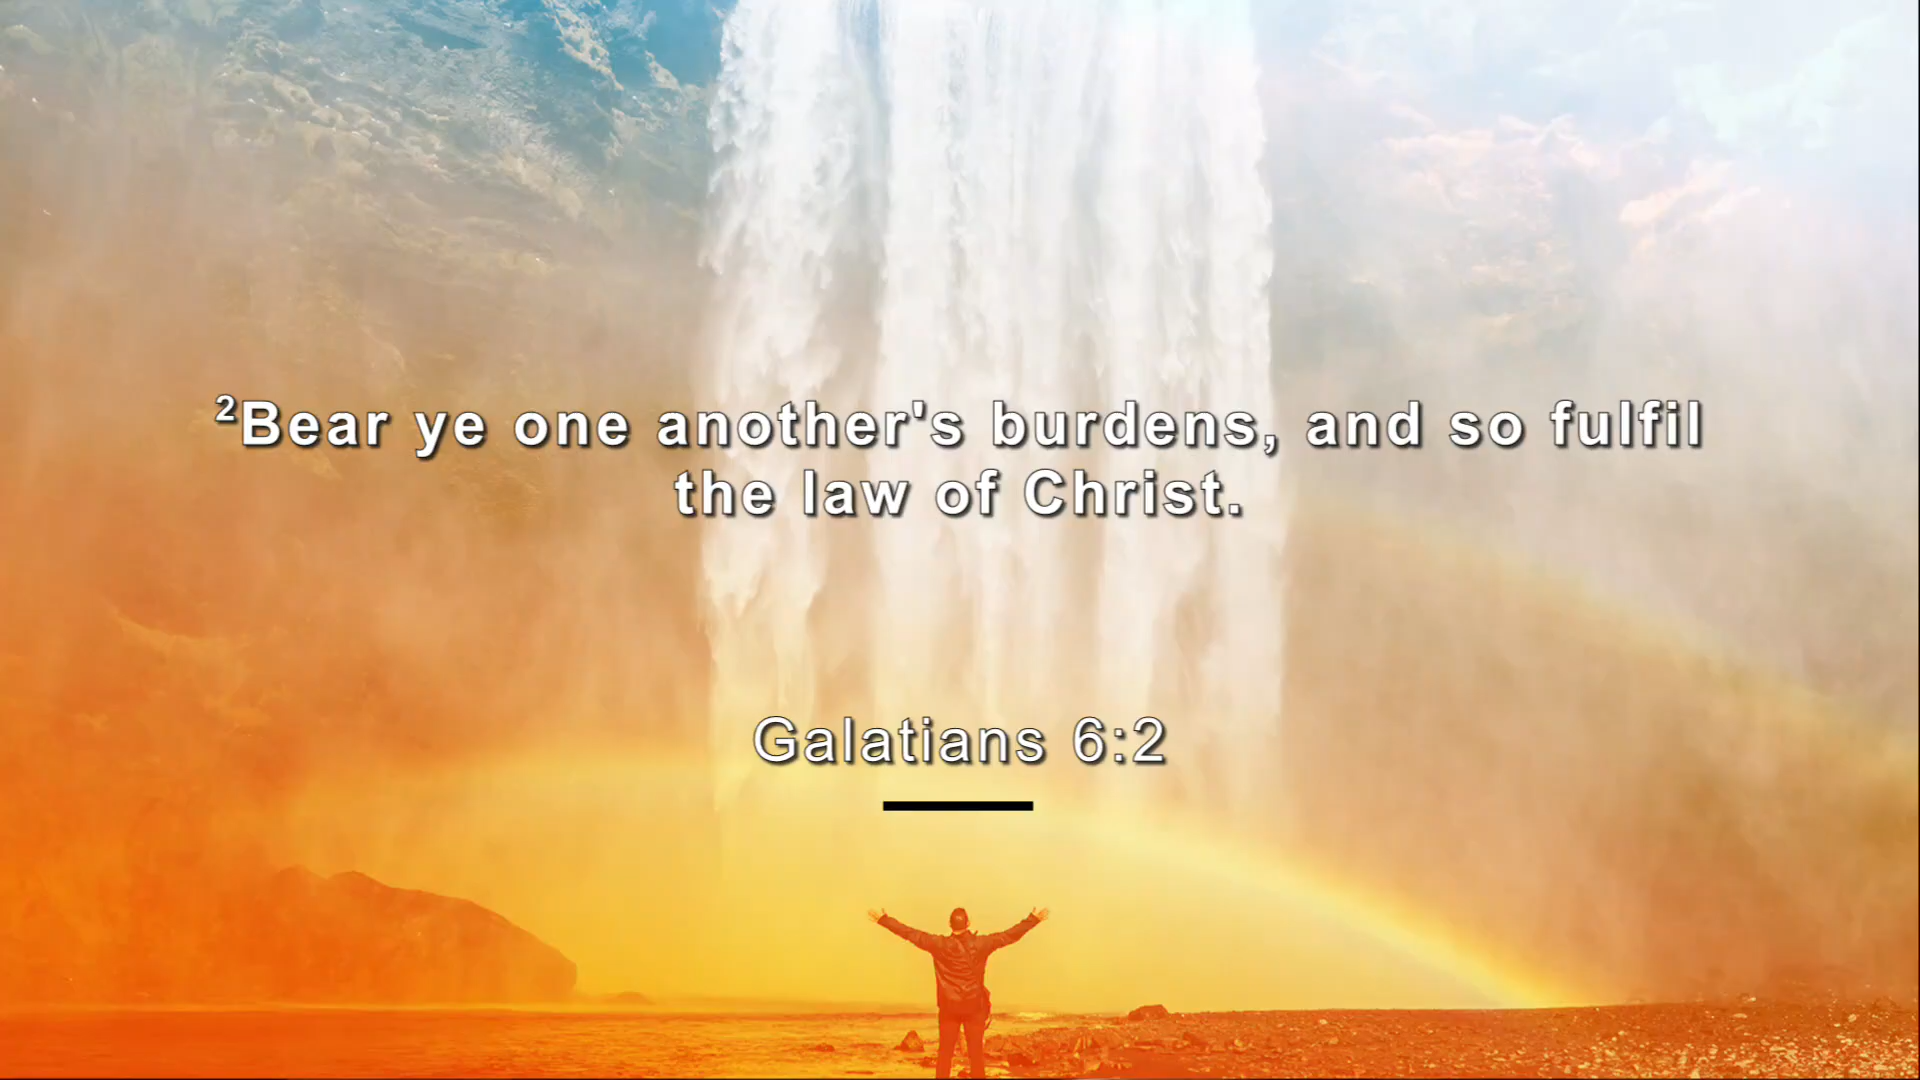 ²Bear ye one another's burdens, and so fulfil
the law of Christ.
Galatians 6:2